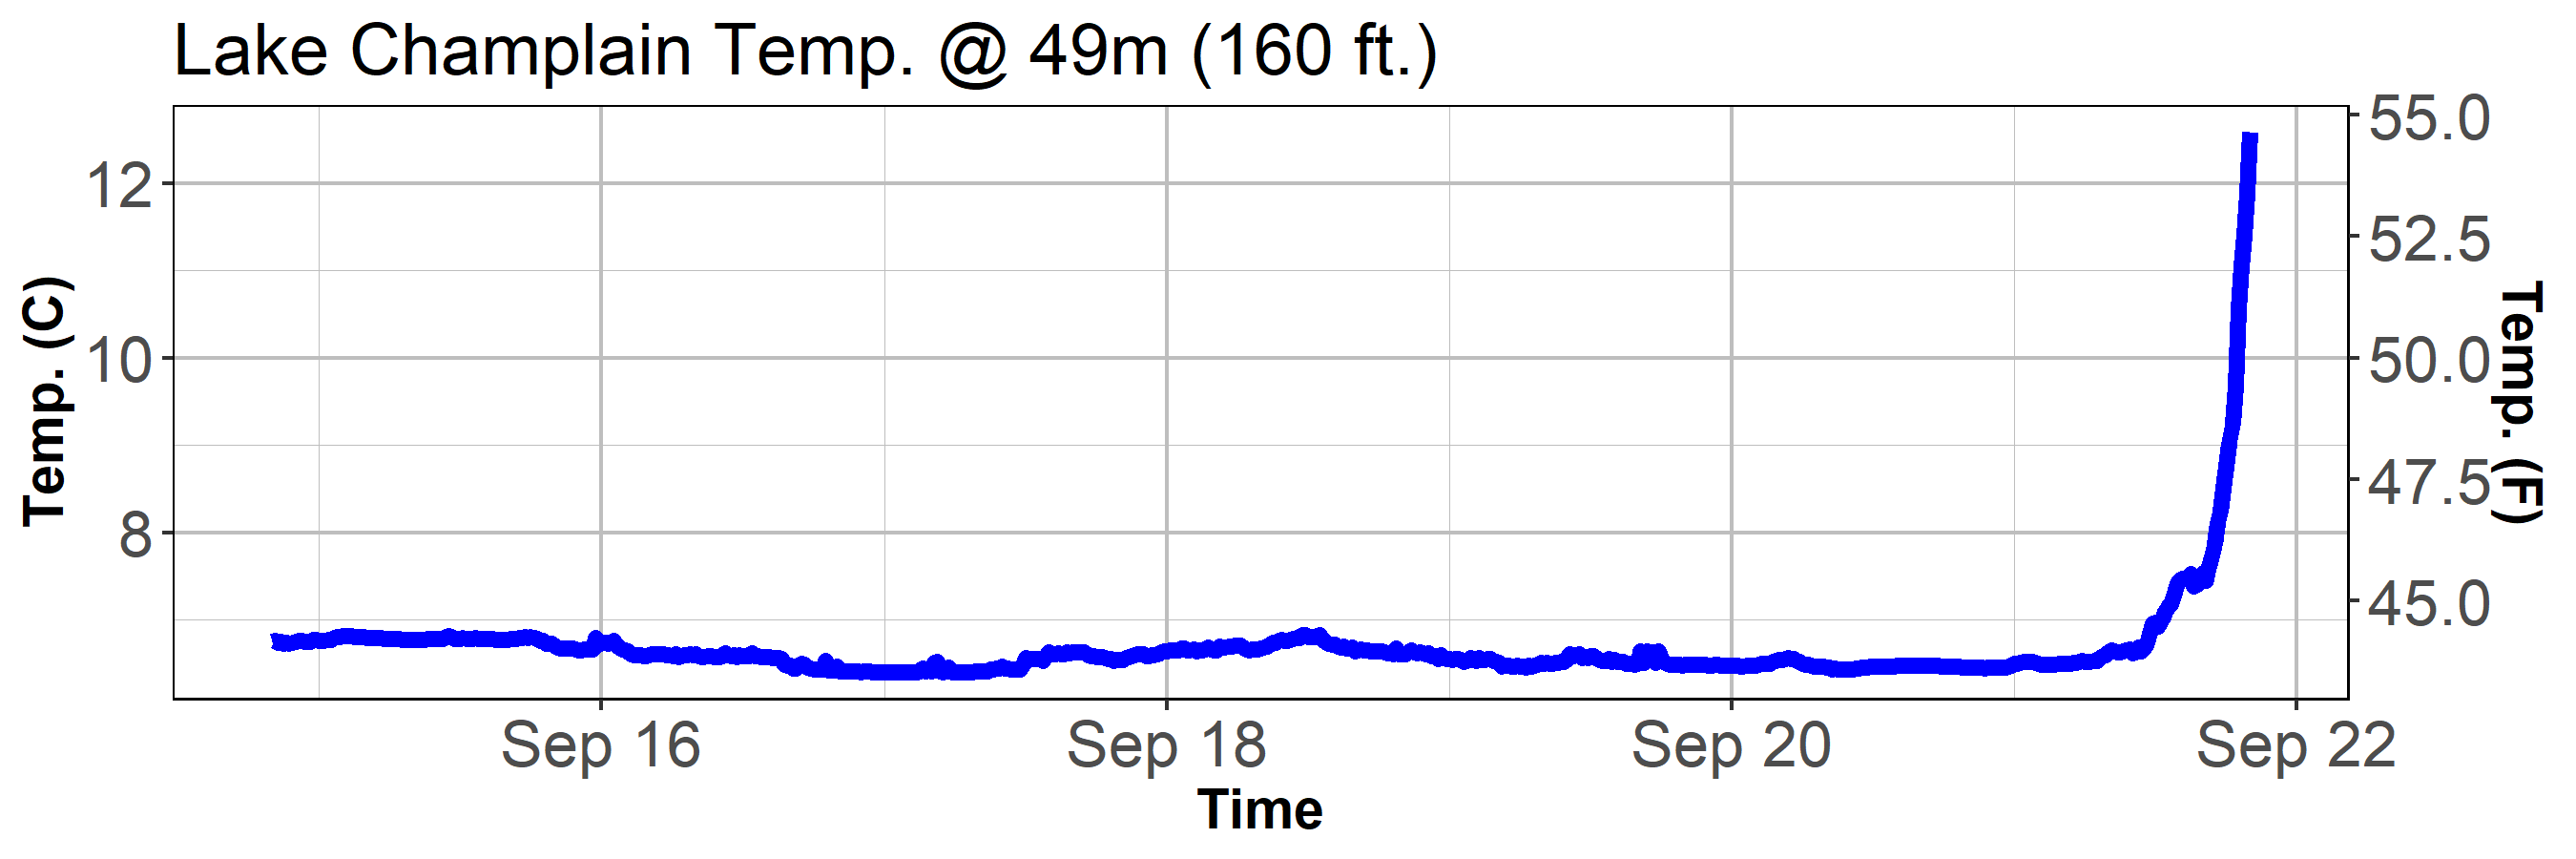 Lake Champlain Temp. @ 49m (160 ft.)
Temp. (C)
12
10
8
55.0
52.5
50.0
47.5
45.0
Temp. (F)
Sep 16 Sep 18 Sep 20 Sep 22
Time